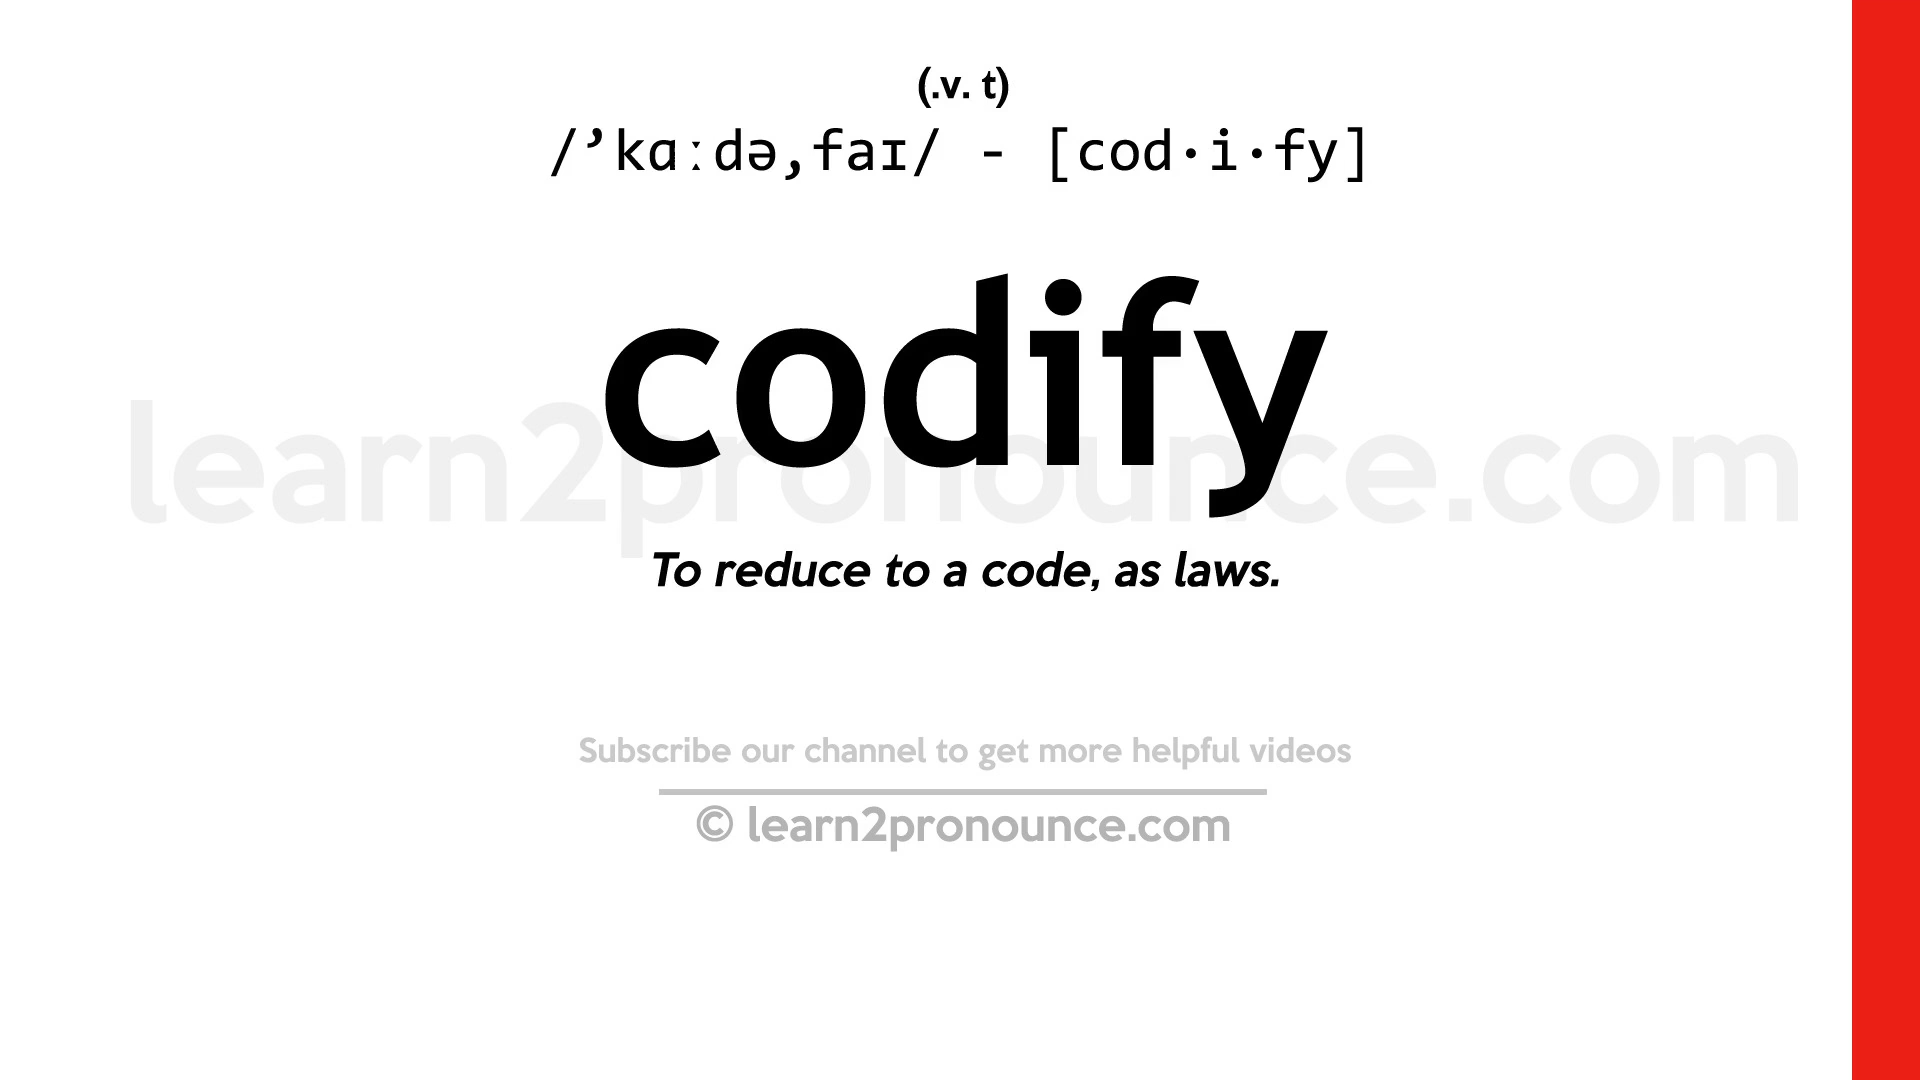 (.v. t)
/’kɑːdə,faɪ/ - [cod·i·fy]
codify
learn2pronounce.com
To reduce to a code, as laws.
Subscribe our channel to get more helpful videos
© learn2pronounce.com